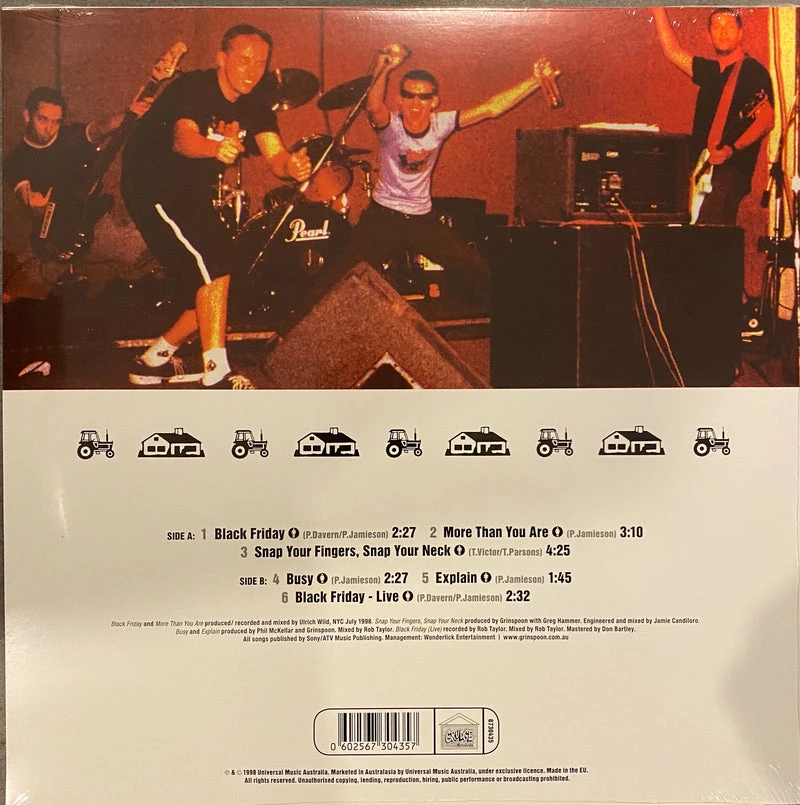 Pearl
SIDE A: 1 Black Friday (P.Davern/P.Jamieson) 2:27 2 More Than You Are (P.Jamieson) 3:10
3 Snap Your Fingers, Snap Your Neck (T.Victor/T.Parsons) 4:25
SIDE B: 4 Busy (P.Jamieson) 2:27 5 Explain (P.Jamieson) 1:45
6 Black Friday - Live (P.Davern/P.Jamieson) 2:32
Black Friday and More Than You Are produced/ recorded and mixed by Ulrich Wild, NYC July 1998. Snap Your Fingers, Snap Your Neck produced by Grinspoon with Greg Hammer. Engineered and mixed by Jamie Candiloro.
Busy and Explain produced by Phil McKellar and Grinspoon. Mixed by Rob Taylor. Black Friday (Live) recorded by Rob Taylor. Mixed by Rob Taylor. Mastered by Don Bartley.
All songs published by Sony/ATV Music Publishing. Management: Wonderlick Entertainment | www.grinspoon.com.au
0 602567 304357
GRUDGE
Records
6730435
℗ & © 1998 Universal Music Australia. Marketed in Australasia by Universal Music Australia, under exclusive licence. Made in the EU.
All rights reserved. Unauthorised copying, lending, reproduction, hiring, public performance or broadcasting prohibited.